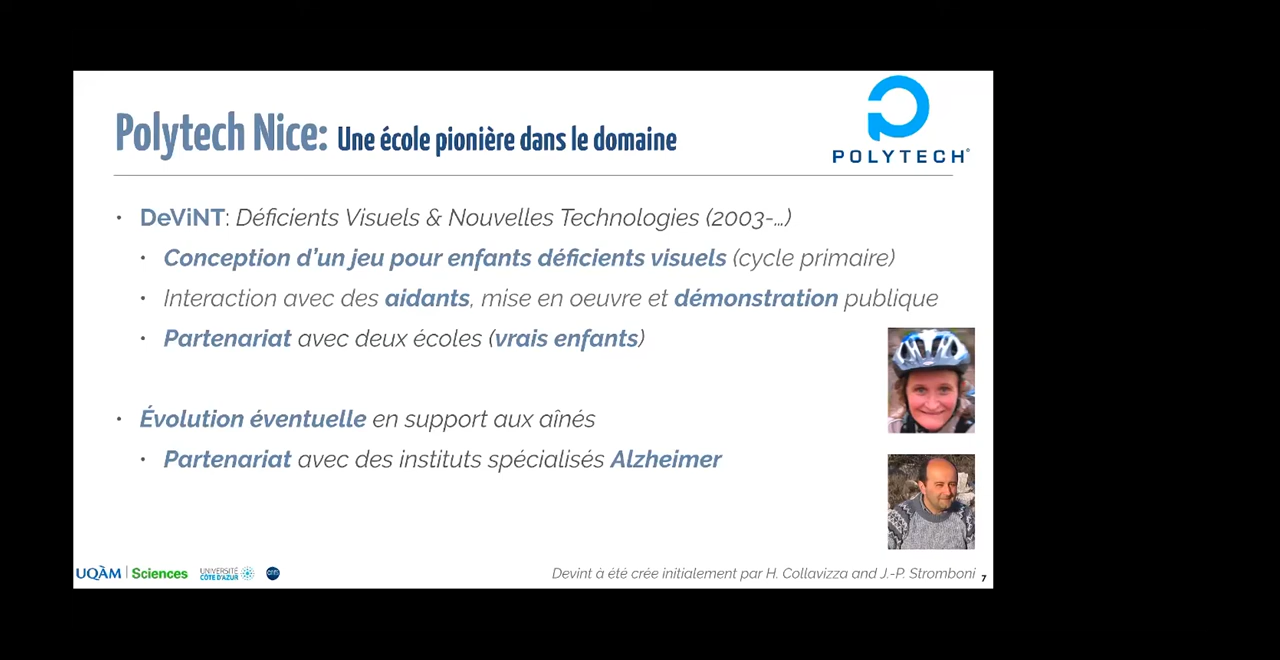 Polytech Nice: Une école pionière dans le domaine
POLYTECH
• DeViNT: Déficients Visuels & Nouvelles Technologies (2003-…)
• Conception d'un jeu pour enfants déficients visuels (cycle primaire)
• Interaction avec des aidants, mise en oeuvre et démonstration publique
• Partenariat avec deux écoles (vrais enfants)
• Évolution éventuelle en support aux aînés
• Partenariat avec des instituts spécialisés Alzheimer
UQÀM | Sciences
UNIVERSITÉ
CÔTE D'AZUR
Devint à été crée initialement par H. Collavizza and J.-P. Stromboni
7